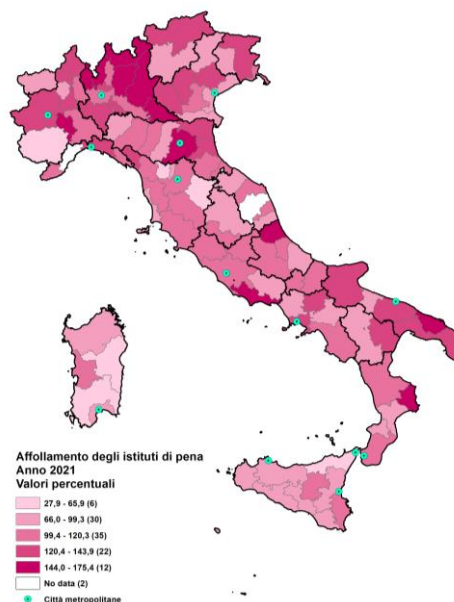 Affollamento degli istituti di pena
Anno 2021
Valori percentuali
27,9 - 65,9 (6)
66,0 - 99,3 (30)
99,4 - 120,3 (35)
120,4 - 143,9 (22)
144,0 - 175,4 (12)
No data (2)
Città metropolitane